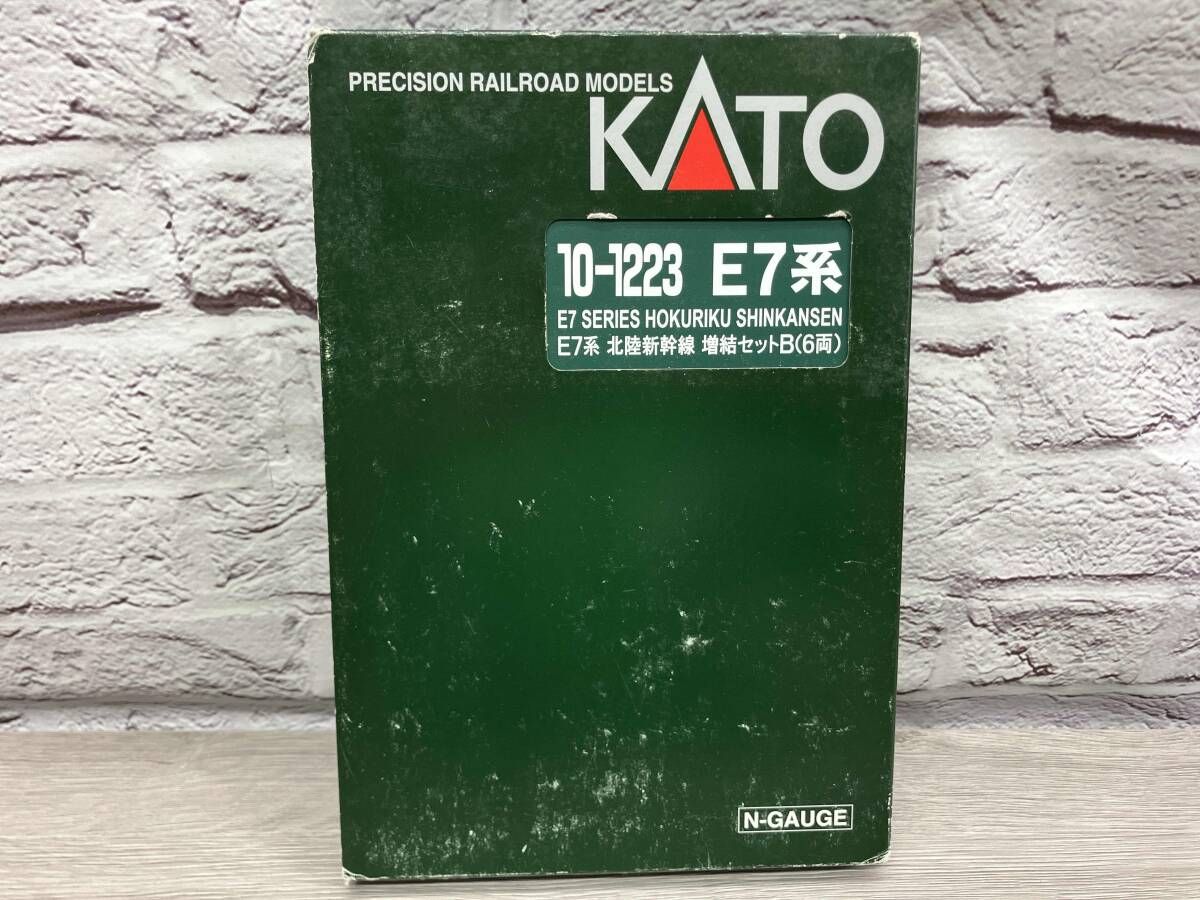 PRECISION RAILROAD MODELS
KATO
10-1223 E7系
E7 SERIES HOKURIKU SHINKANSEN
E7系 北陸新幹線 増結セットB(6両)
N-GAUGE